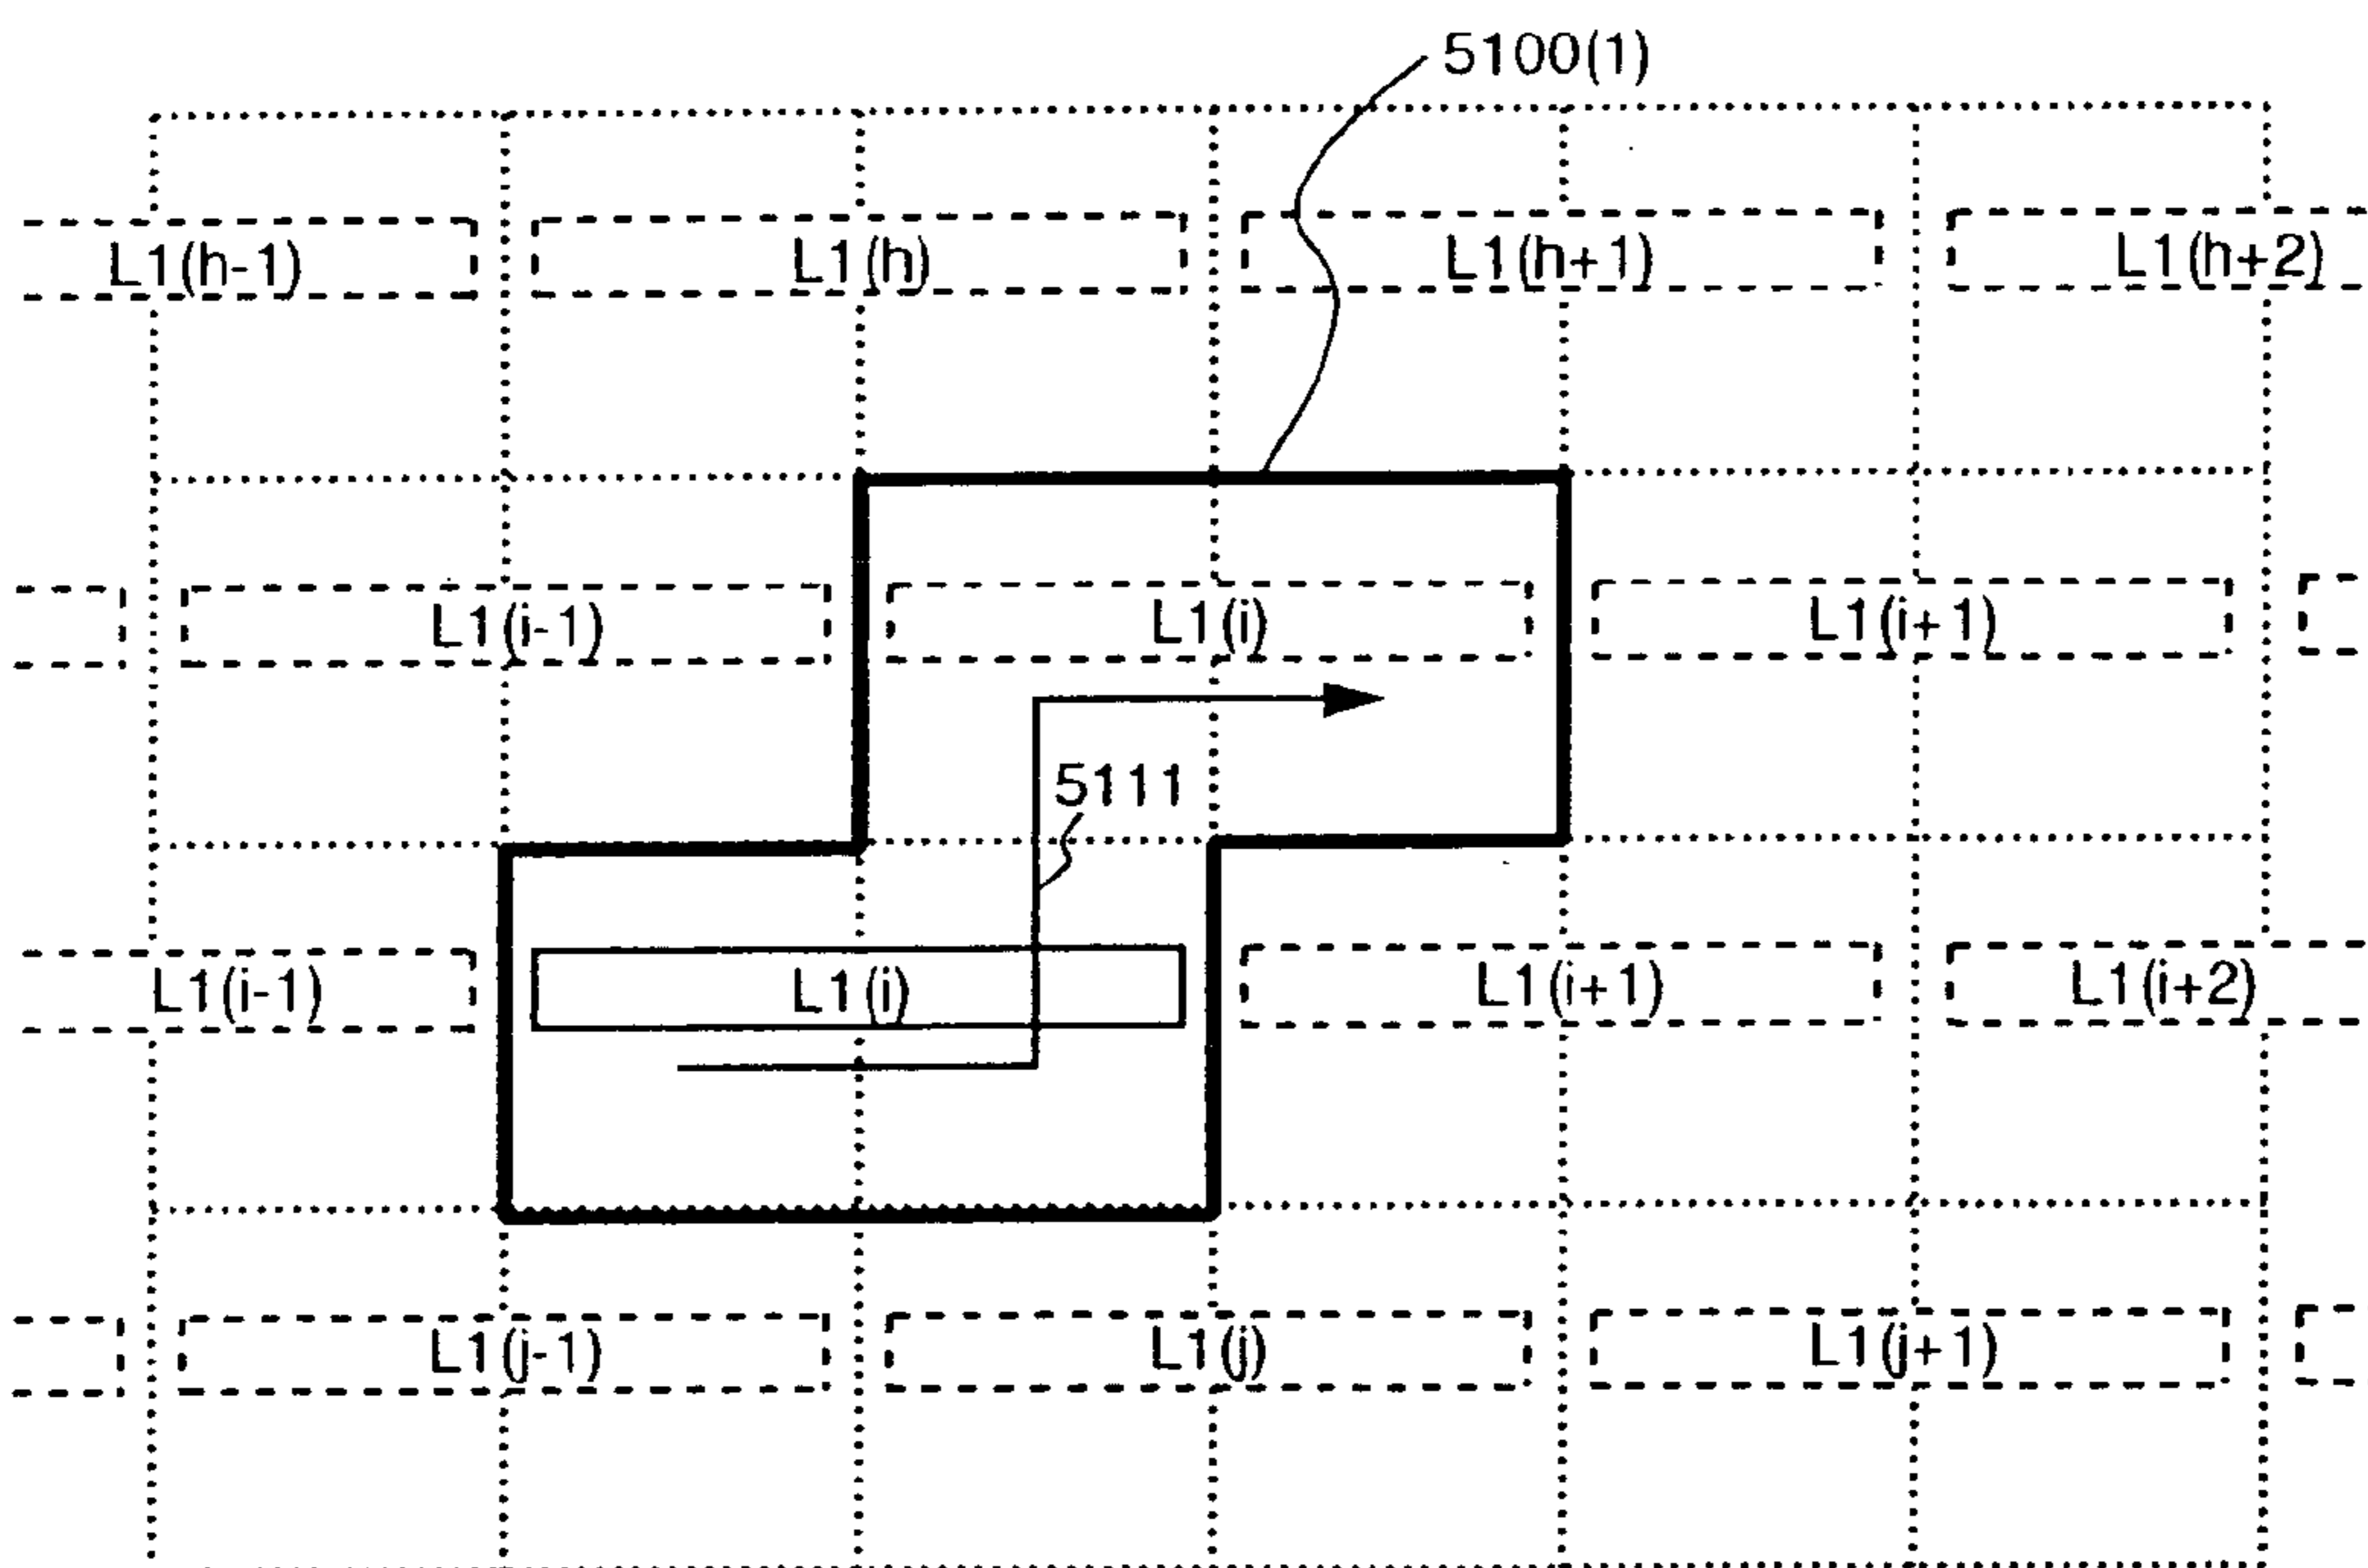 5100(1)
L1(h-1) L1(h) L1(h+1) L1(h+2)
L1(i-1) L1(i) L1(i+1)
5111
L1(i-1) L1(i) L1(i+1) L1(i+2)
L1(j-1) L1(j) L1(j+1)